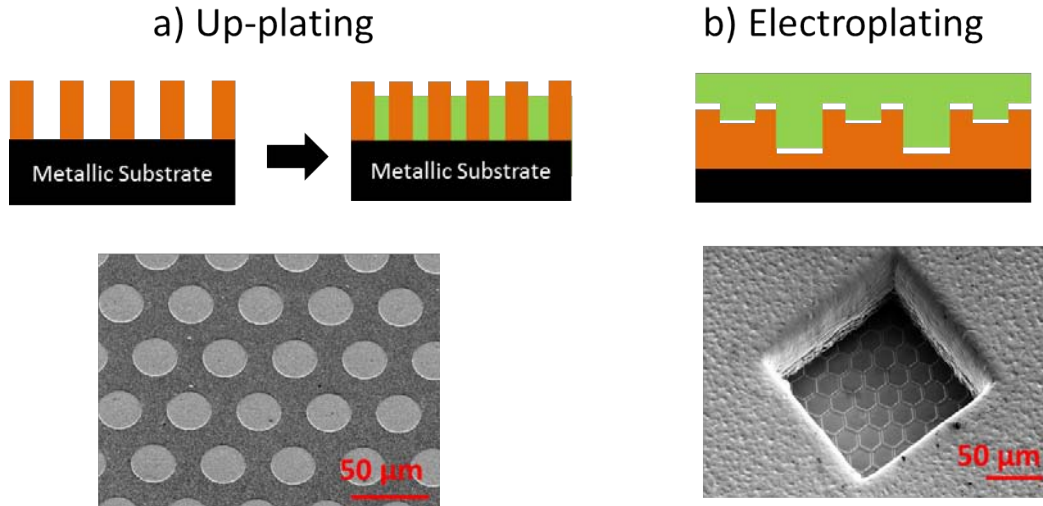 a) Up-plating
b) Electroplating
Metallic Substrate
Metallic Substrate
50 µm
50 µm